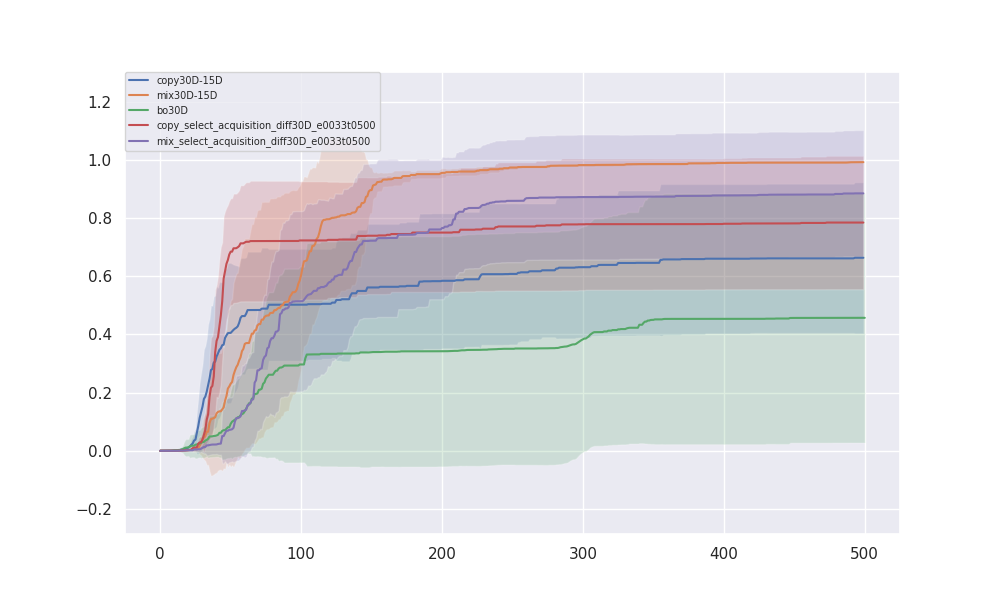 copy30D-15D
mix30D-15D
bo30D
copy_select_acquisition_diff30D_e0033t0500
mix_select_acquisition_diff30D_e0033t0500
1.2
1.0
0.8
0.6
0.4
0.2
0.0
−0.2
0 100 200 300 400 500